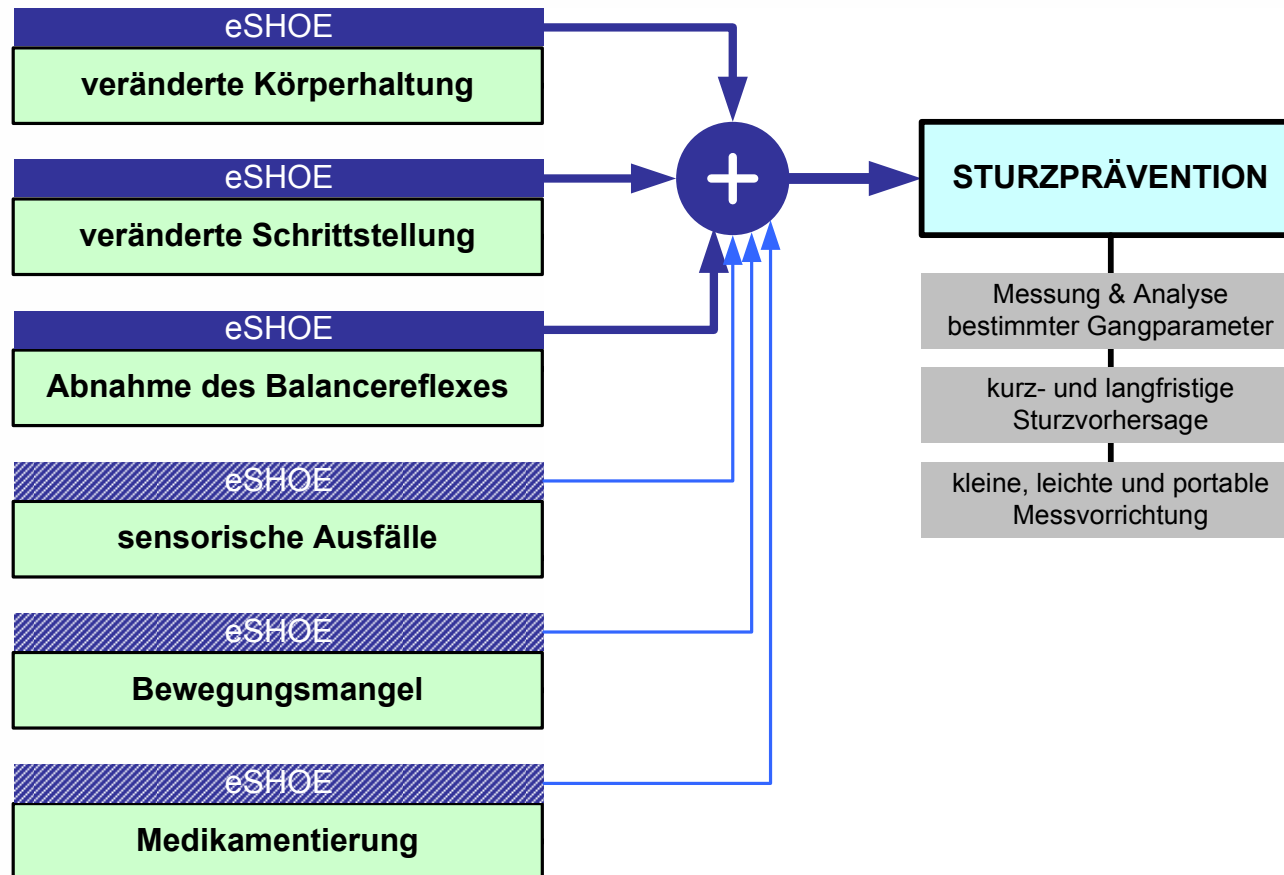 eSHOE
veränderte Körperhaltung
eSHOE
veränderte Schrittstellung
eSHOE
Abnahme des Balancereflexes
eSHOE
sensorische Ausfälle
eSHOE
Bewegungsmangel
eSHOE
Medikamentierung
STURZPRÄVENTION
Messung & Analyse
bestimmter Gangparameter
kurz- und langfristige
Sturzvorhersage
kleine, leichte und portable
Messvorrichtung